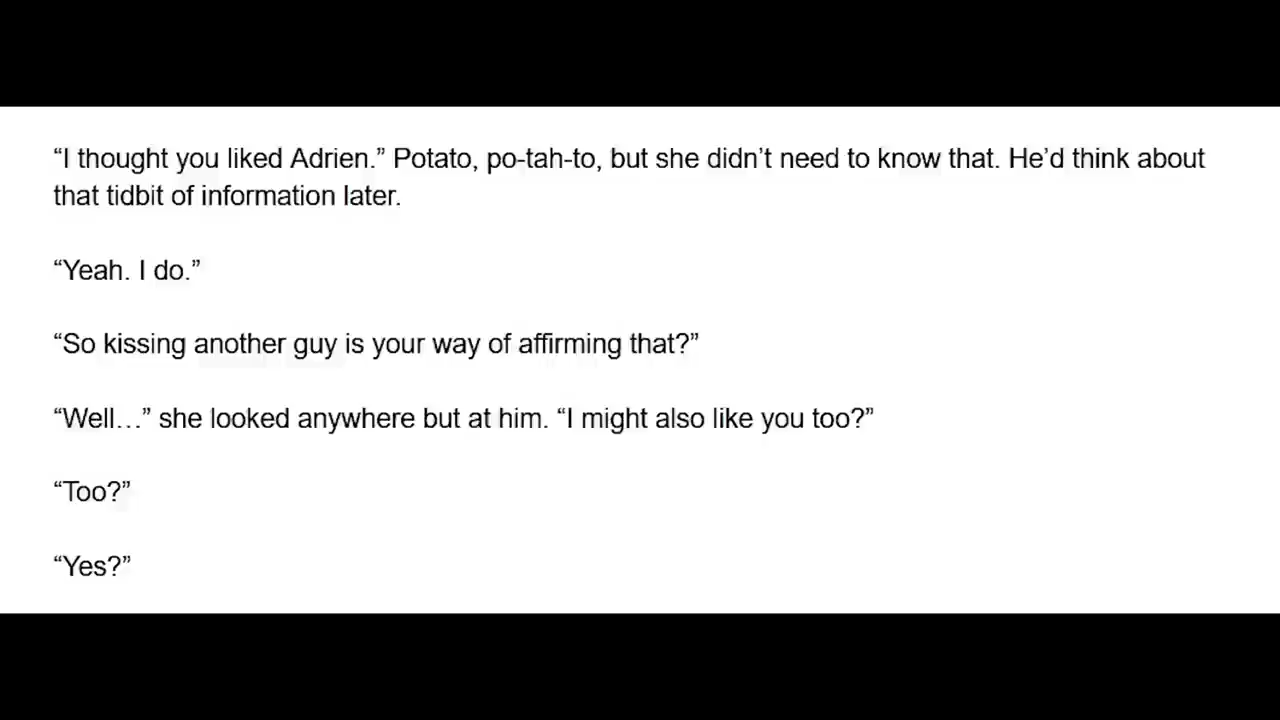 “I thought you liked Adrien.” Potato, po-tah-to, but she didn’t need to know that. He’d think about
that tidbit of information later.
“Yeah. I do.”
“So kissing another guy is your way of affirming that?”
“Well…” she looked anywhere but at him. “I might also like you too?”
“Too?”
“Yes?”